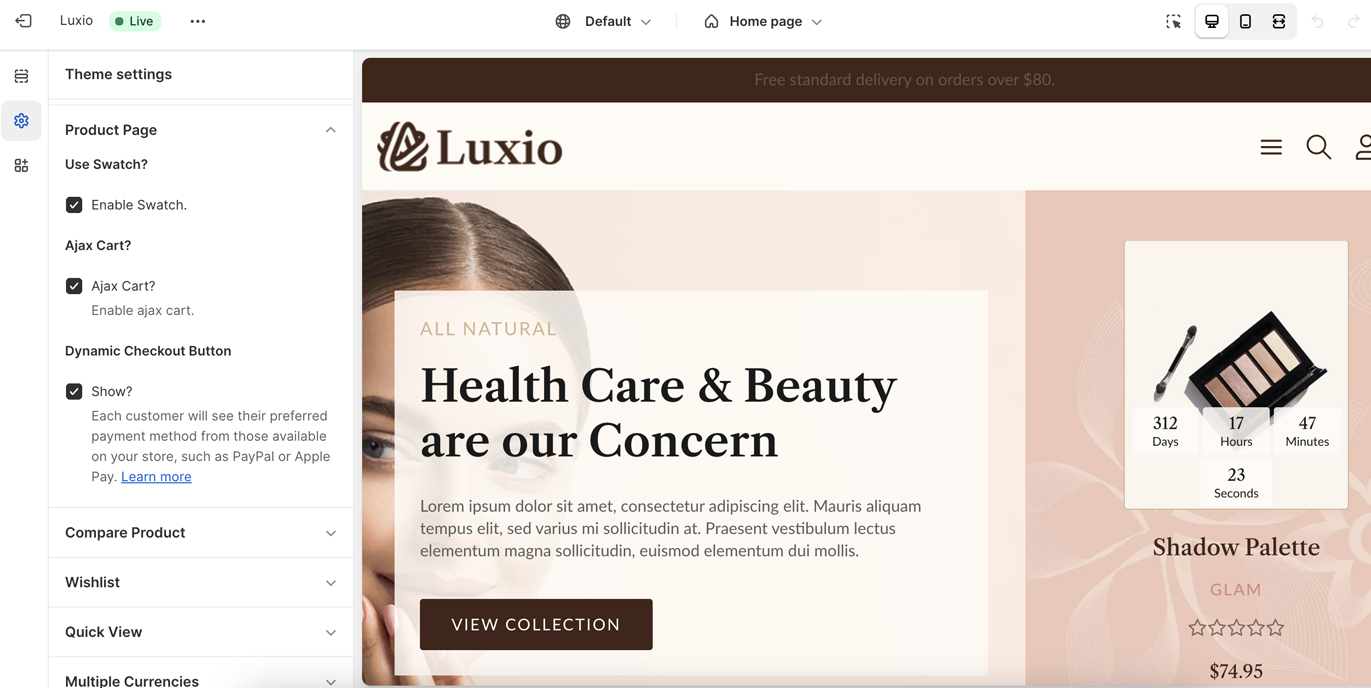 Luxio
Live
Default
Home page
Theme settings
Product Page
Use Swatch?
Enable Swatch.
Ajax Cart?
Ajax Cart?
Enable ajax cart.
Dynamic Checkout Button
Show?
Each customer will see their preferred
payment method from those available
on your store, such as PayPal or Apple
Pay. Learn more
Compare Product
Wishlist
Quick View
Multiple Currencies
Free standard delivery on orders over $80.
Luxio
ALL NATURAL
Health Care & Beauty
are our Concern
Lorem ipsum dolor sit amet, consectetur adipiscing elit. Mauris aliquam
tempus elit, sed varius mi sollicitudin at. Praesent vestibulum lectus
elementum magna sollicitudin, euismod elementum dui mollis.
VIEW COLLECTION
312 17 47
Days Hours Minutes
23
Seconds
Shadow Palette
GLAM
$74.95